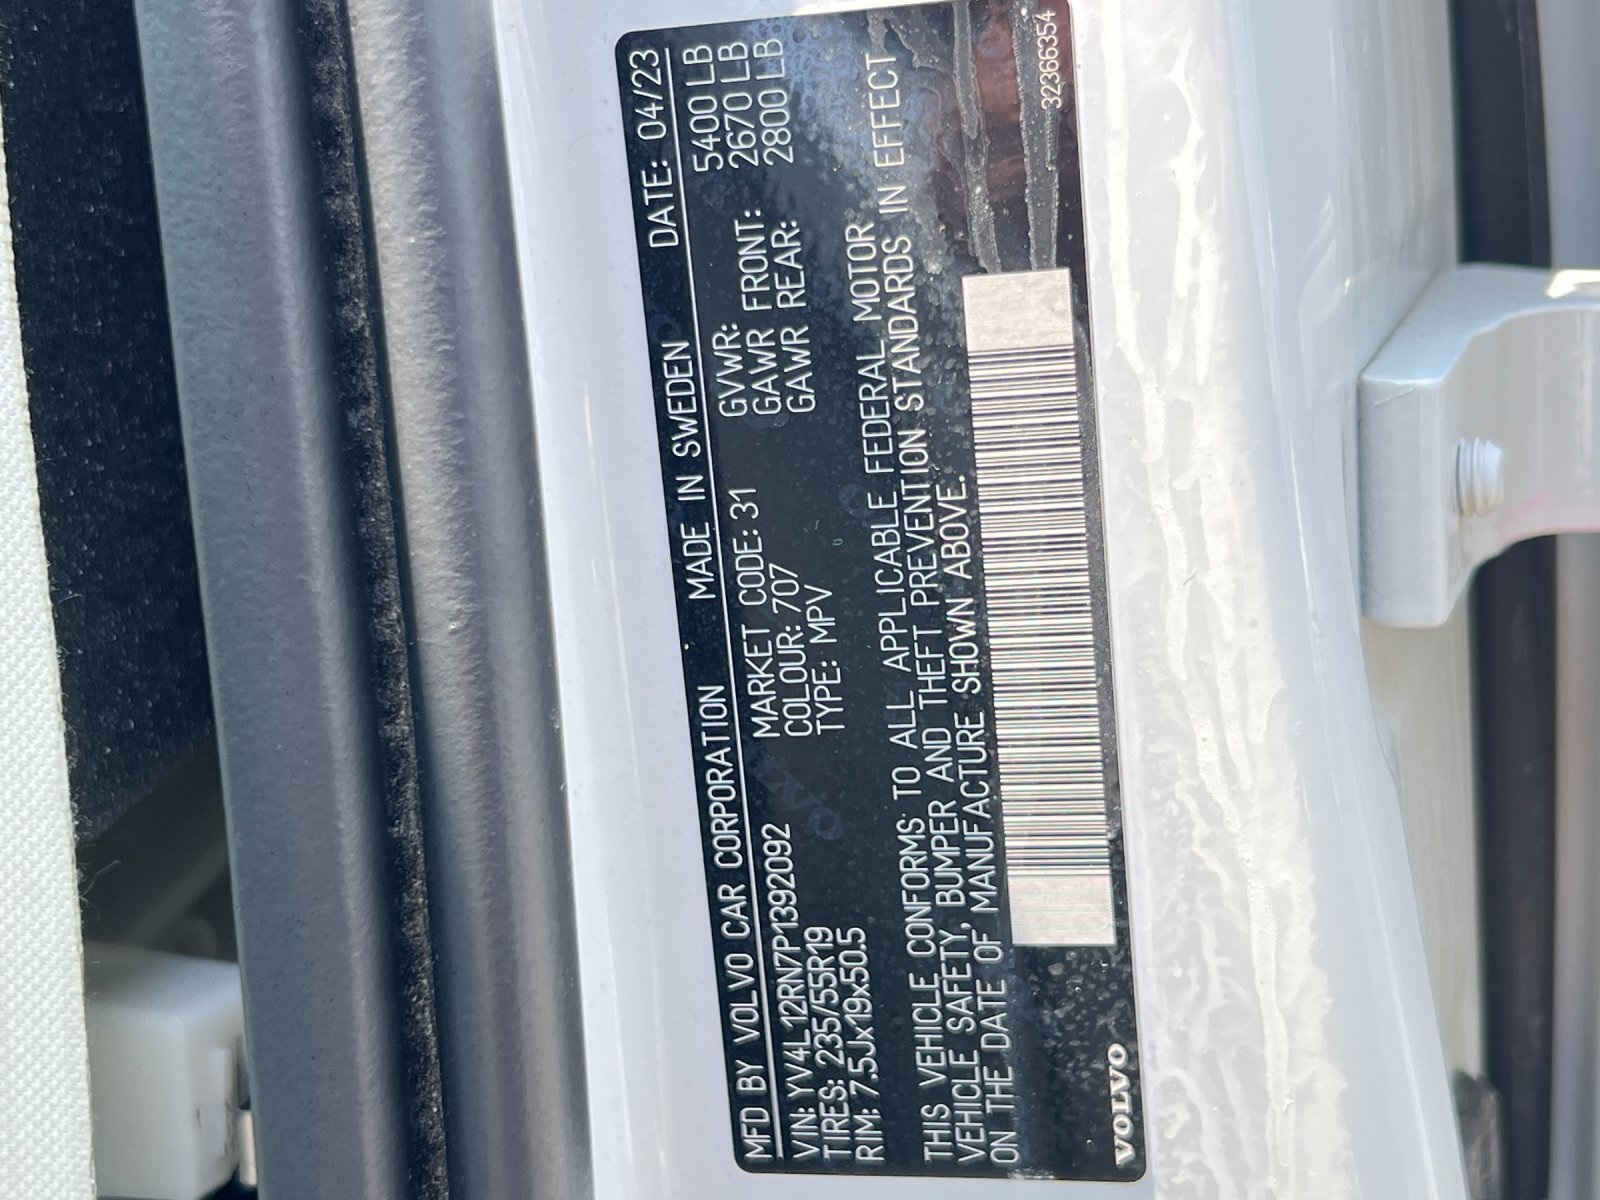 MFD BY VOLVO CAR CORPORATION MADE IN SWEDEN DATE: 04/23
VIN: YV4L12RN7P1392092 MARKET CODE: 31 GVWR: 5400 LB
TIRES: 235/55R19 COLOUR: 707 GAWR FRONT: 2670 LB
RIM: 7.5Jx19x50.5 TYPE: MPV GAWR REAR: 2800 LB
THIS VEHICLE CONFORMS TO ALL APPLICABLE FEDERAL MOTOR
VEHICLE SAFETY, BUMPER AND THEFT PREVENTION STANDARDS IN EFFECT
ON THE DATE OF MANUFACTURE SHOWN ABOVE.
VOLVO 32366354